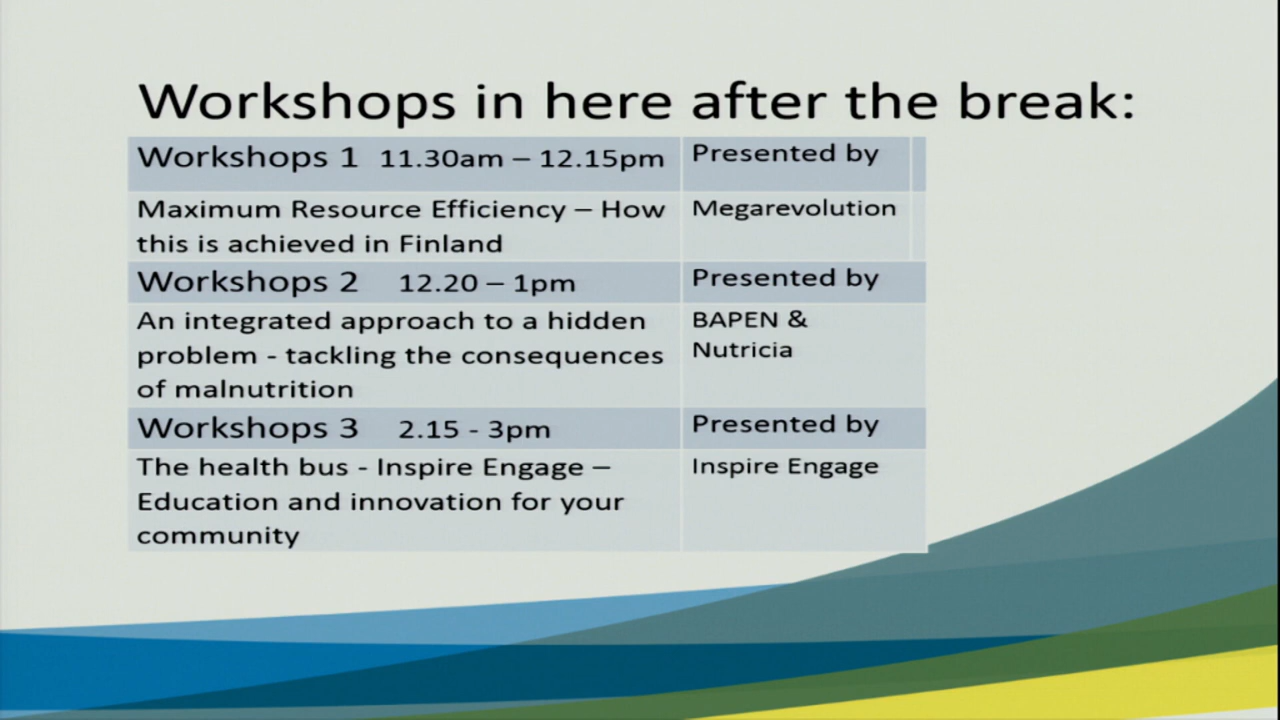 Workshops in here after the break:
Workshops 1 11.30am – 12.15pm Presented by
Maximum Resource Efficiency – How Megarevolution
this is achieved in Finland
Workshops 2 12.20 – 1pm Presented by
An integrated approach to a hidden BAPEN &
problem - tackling the consequences Nutricia
of malnutrition
Workshops 3 2.15 - 3pm Presented by
The health bus - Inspire Engage – Inspire Engage
Education and innovation for your
community